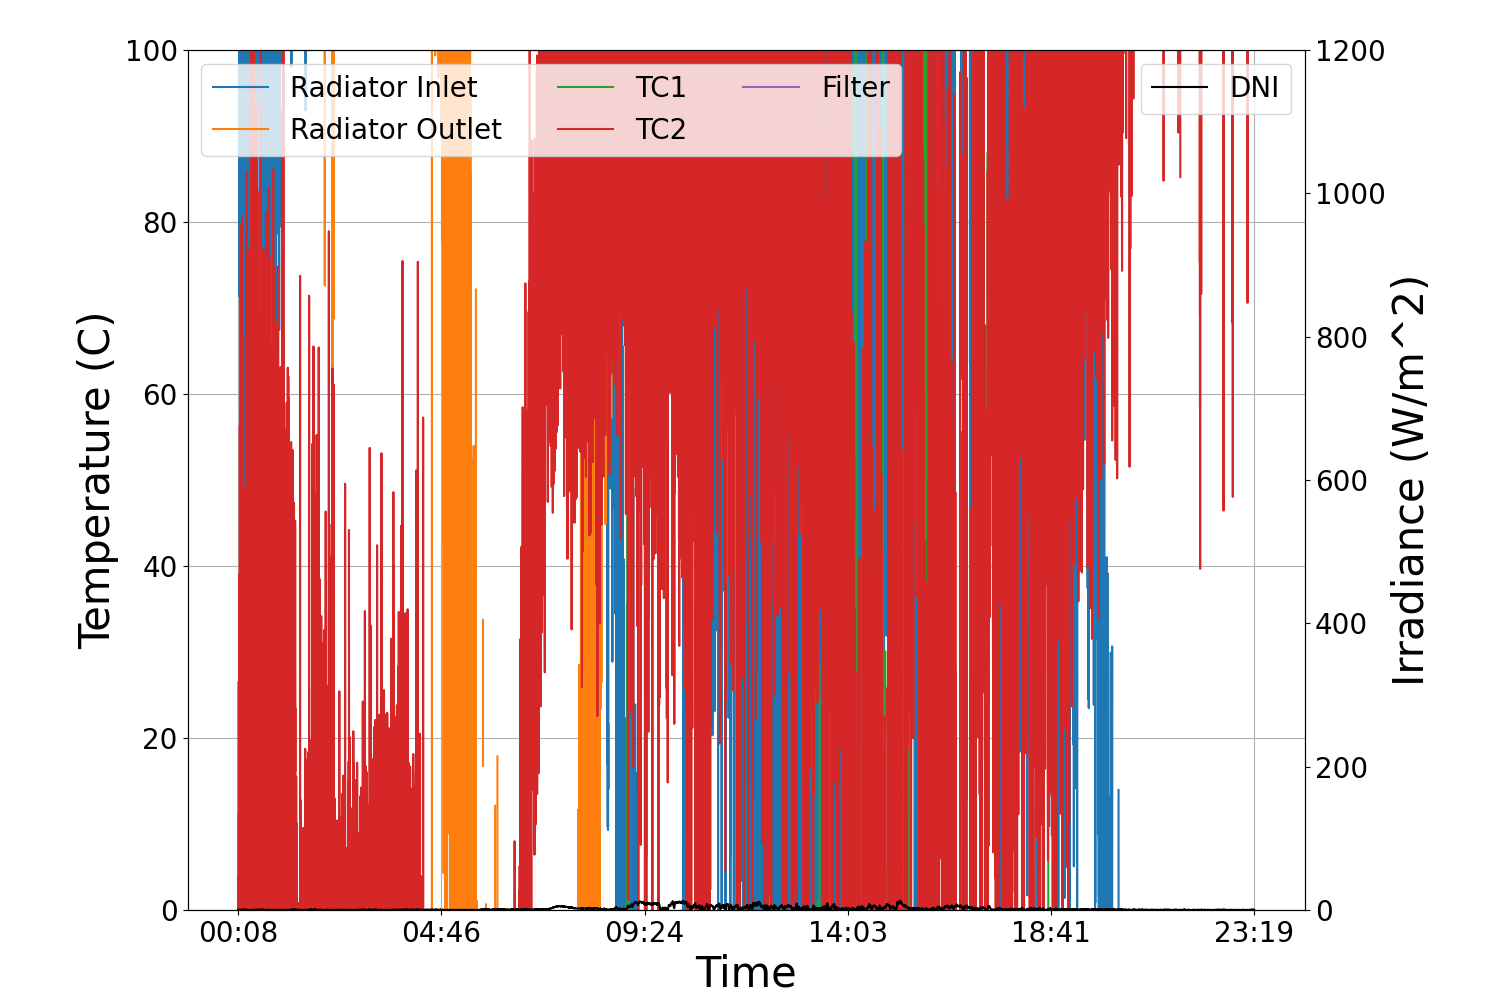 100
80
60
40
20
0
Temperature (C)
Radiator Inlet
Radiator Outlet
TC1
TC2
Filter
DNI
1200
1000
800
600
400
200
0
Irradiance (W/m^2)
00:08 04:46 09:24 14:03 18:41 23:19
Time